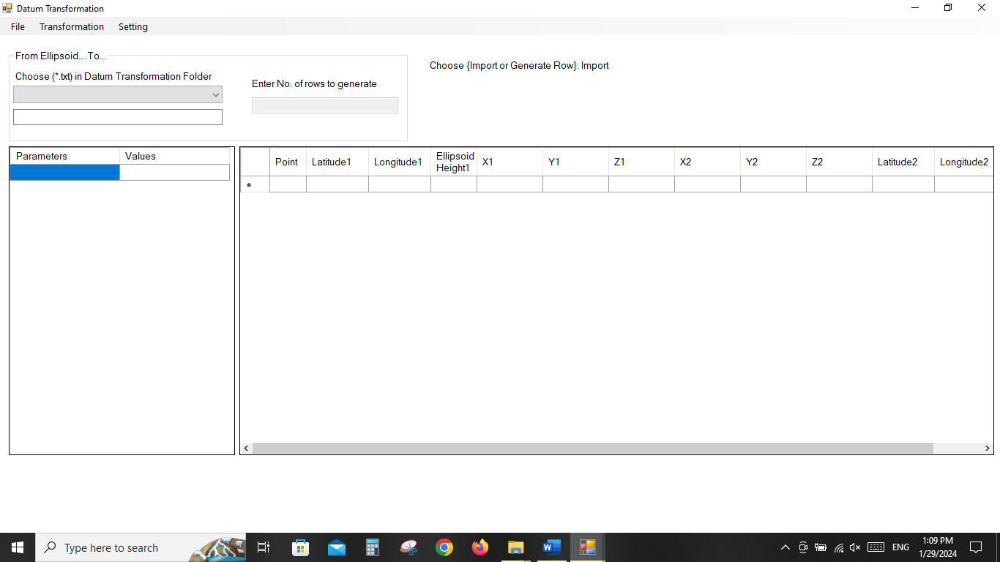 Datum Transformation
File Transformation Setting
From Ellipsoid....To...
Choose (*.txt) in Datum Transformation Folder
Enter No. of rows to generate
Choose {Import or Generate Row}: Import
Parameters Values
Point Latitude1 Longitude1 Ellipsoid Height1 X1 Y1 Z1 X2 Y2 Z2 Latitude2 Longitude2
Type here to search
ENG
1:09 PM
1/29/2024